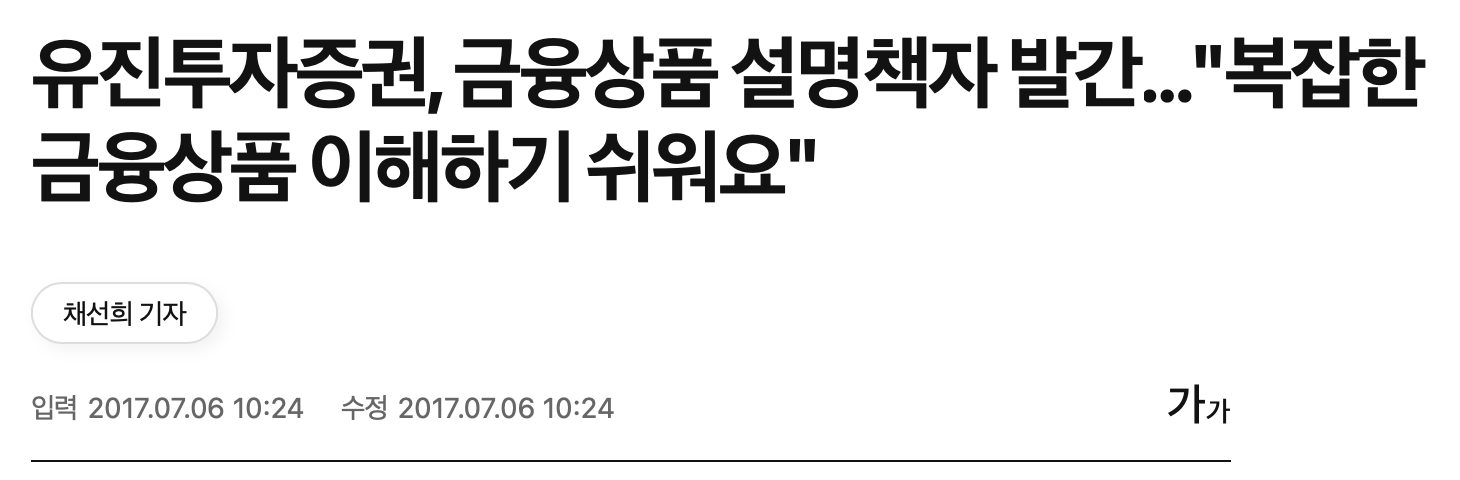 유진투자증권, 금융상품 설명책자 발간..."복잡한
금융상품 이해하기 쉬워요"
채선희 기자
입력 2017.07.06 10:24 수정 2017.07.06 10:24 가가